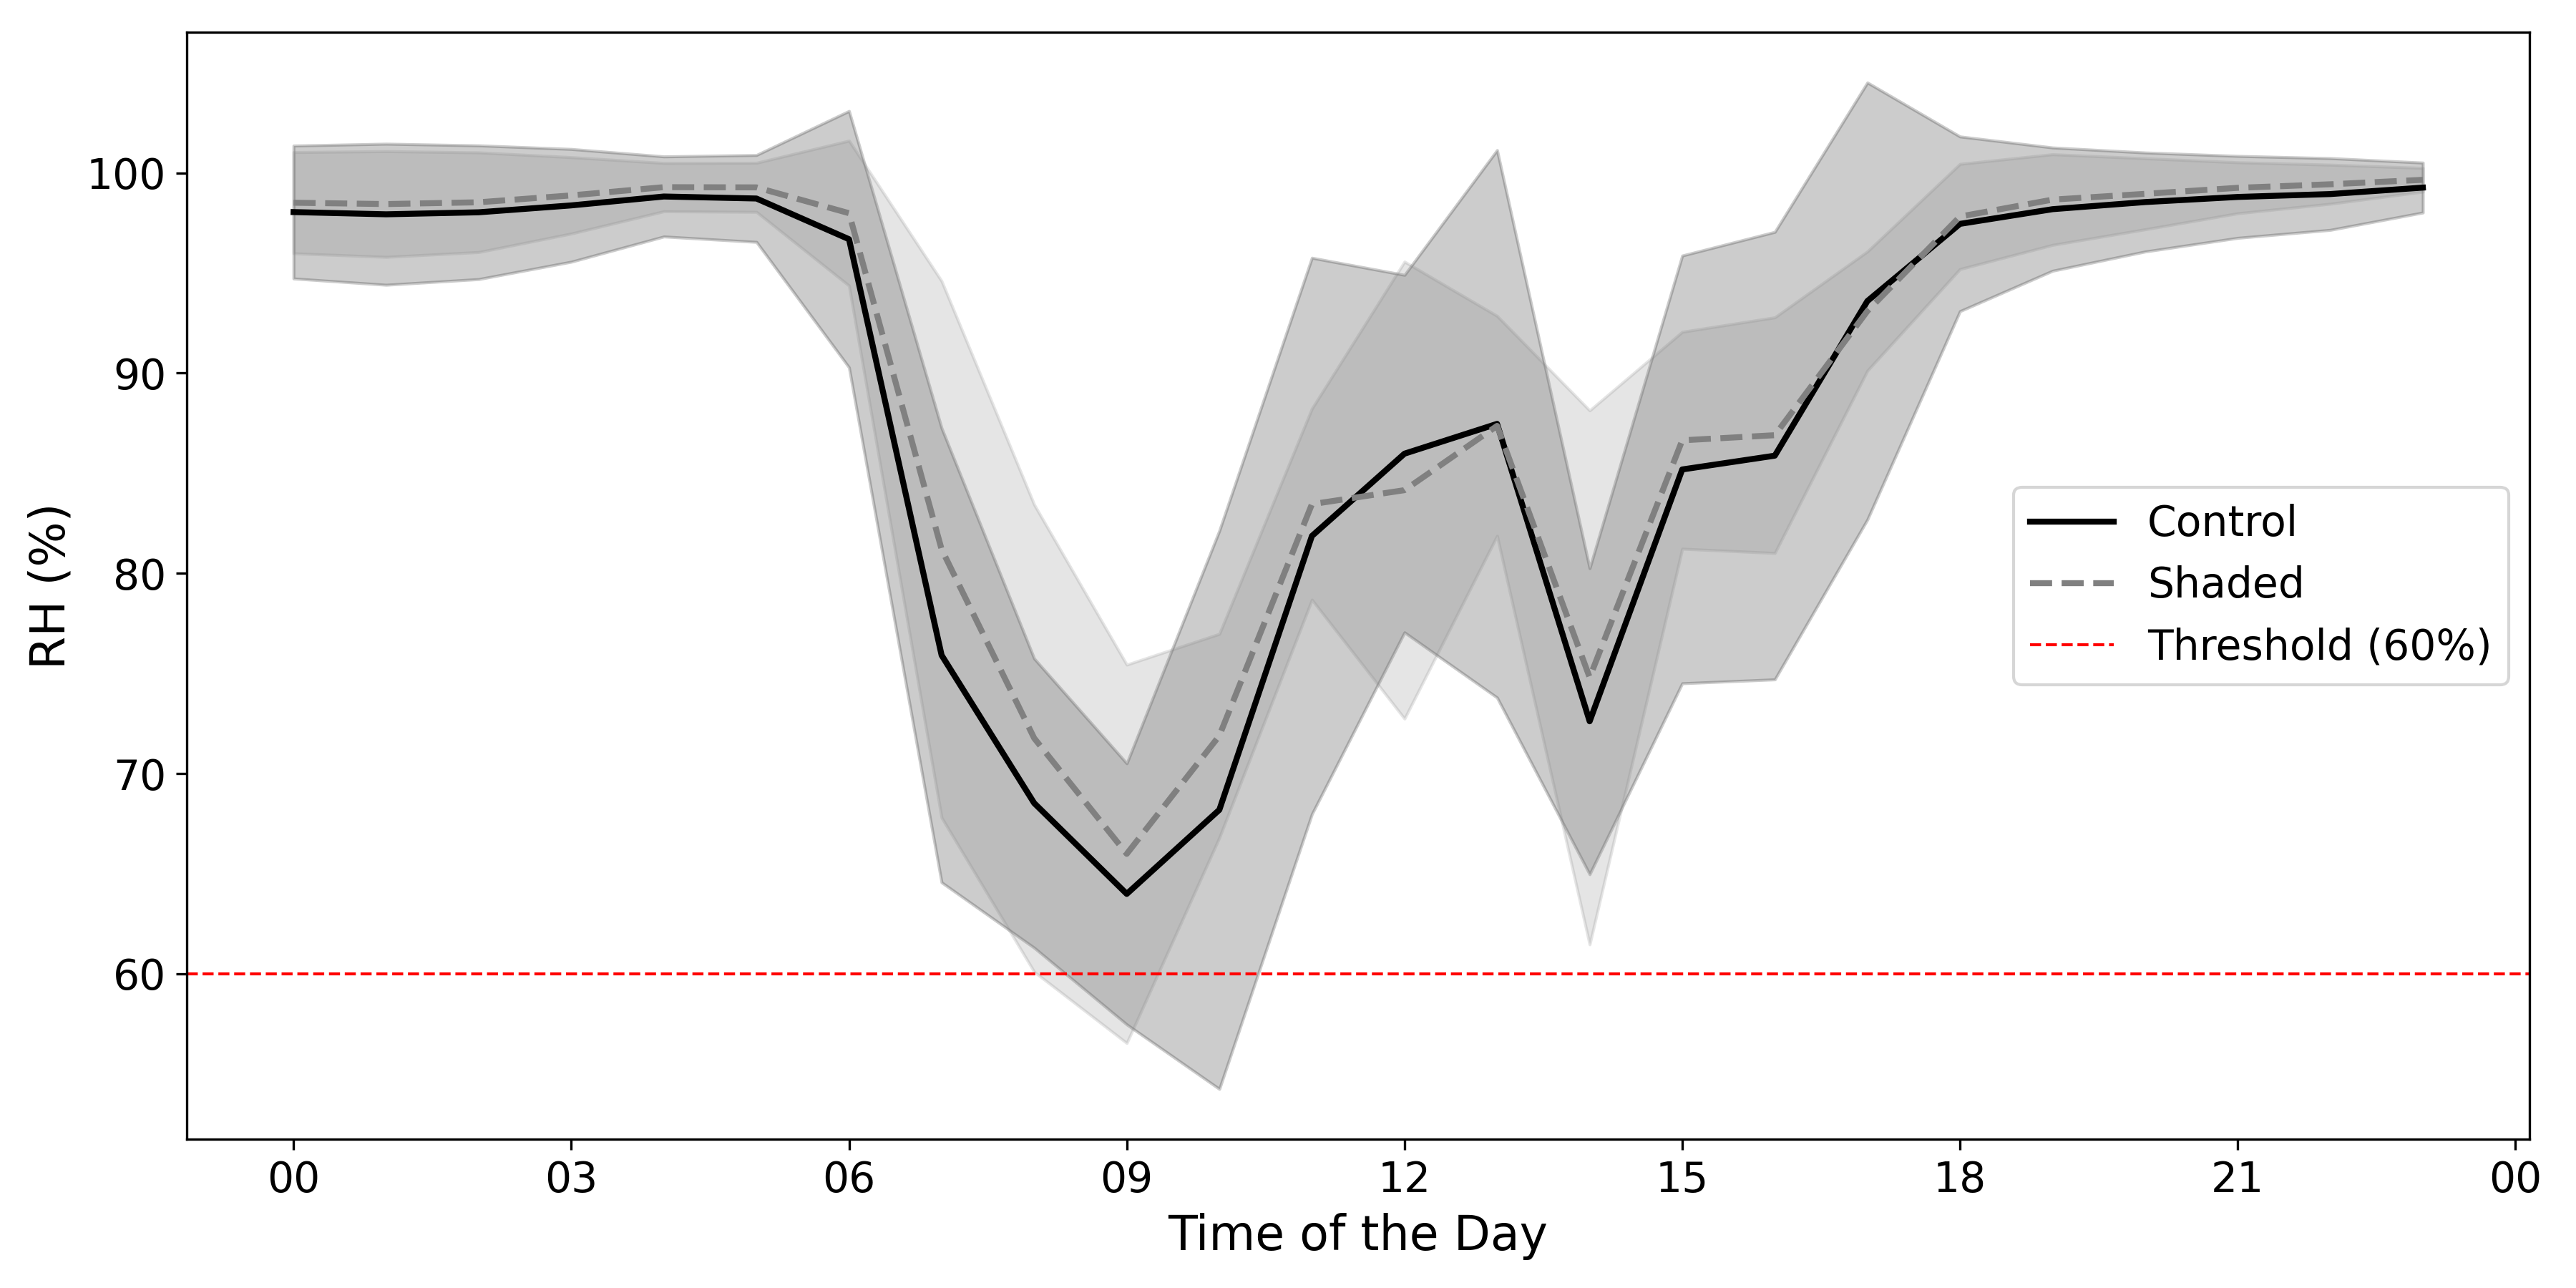 100
90
80
70
60
RH (%)
Control
Shaded
Threshold (60%)
00 03 06 09 12 15 18 21 00
Time of the Day